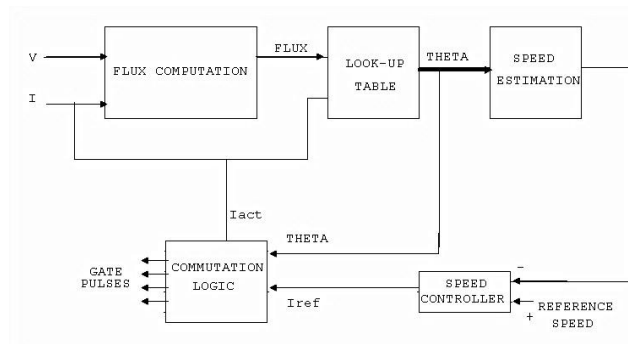 V
I
FLUX COMPUTATION
FLUX
LOOK-UP
TABLE
THETA
SPEED
ESTIMATION
Iact
THETA
GATE
PULSES
COMMUTATION
LOGIC
Iref
SPEED
CONTROLLER
-
+
REFERENCE
SPEED